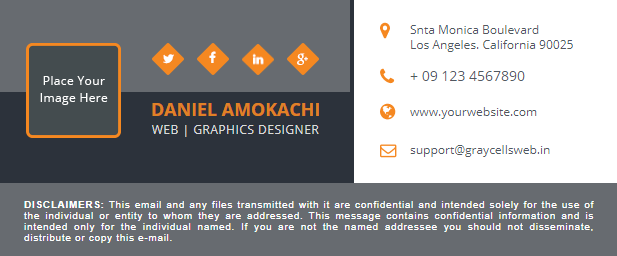 Place Your
Image Here
DANIEL AMOKACHI
WEB | GRAPHICS DESIGNER
Snta Monica Boulevard
Los Angeles. California 90025
+ 09 123 4567890
www.yourwebsite.com
support@graycellsweb.in
DISCLAIMERS: This email and any files transmitted with it are confidential and intended solely for the use of
the individual or entity to whom they are addressed. This message contains confidential information and is
intended only for the individual named. If you are not the named addressee you should not disseminate,
distribute or copy this e-mail.